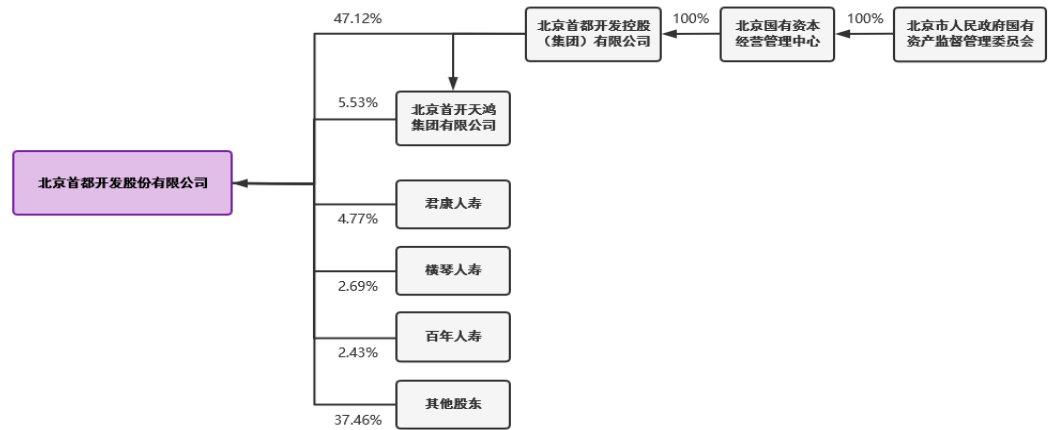 47.12%
北京首都开发控股
（集团）有限公司
100%
北京国有资本
经营管理中心
100%
北京市人民政府国有
资产监督管理委员会
5.53%
北京首开天鸿
集团有限公司
北京首都开发股份有限公司
君康人寿
4.77%
横琴人寿
2.69%
百年人寿
2.43%
其他股东
37.46%